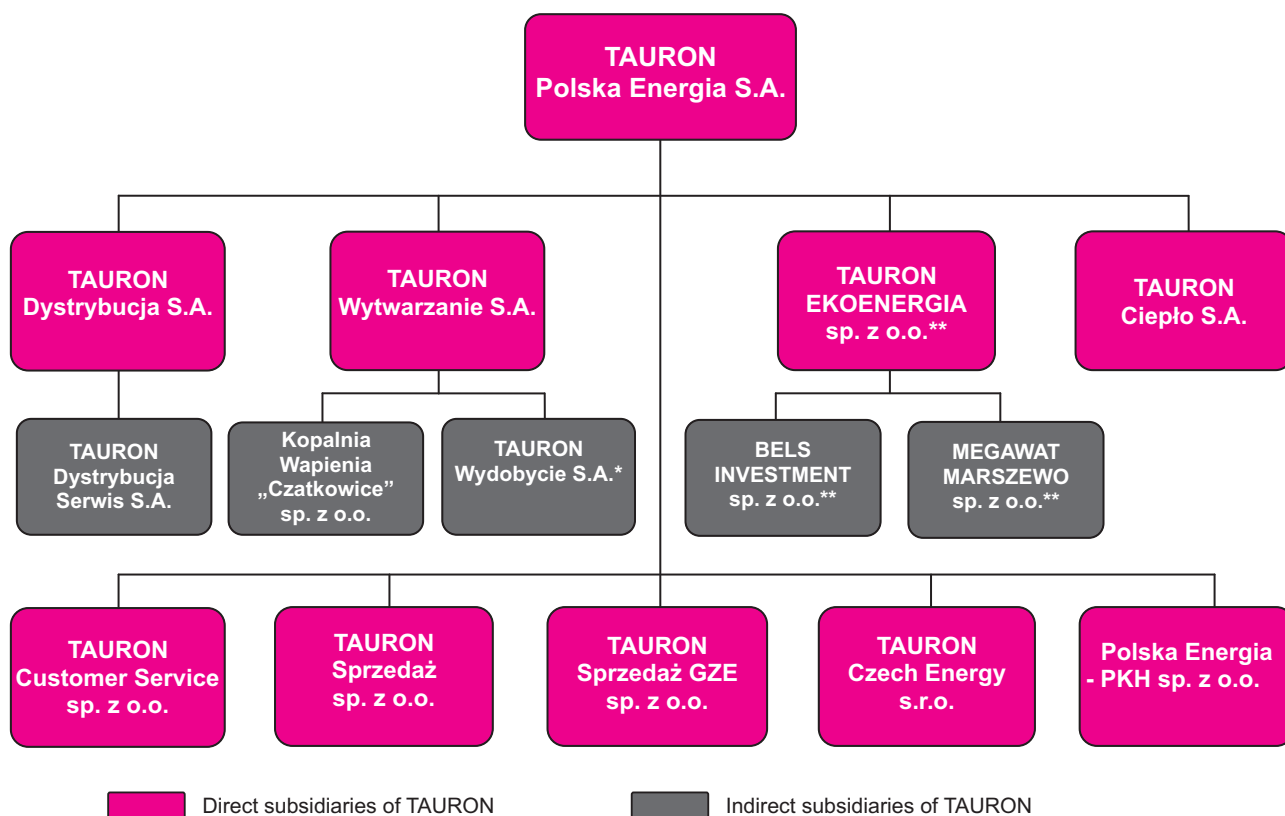 TAURON
Polska Energia S.A.
TAURON
Dystrybucja S.A.
TAURON
Wytwarzanie S.A.
TAURON
EKOENERGIA
sp. z o.o.**
TAURON
Ciepło S.A.
TAURON
Dystrybucja
Serwis S.A.
Kopalnia
Wapienia
„Czatkowice”
sp. z o.o.
TAURON
Wydobycie S.A.*
BELS
INVESTMENT
sp. z o.o.**
MEGAWAT
MARSZEWO
sp. z o.o.**
TAURON
Customer Service
sp. z o.o.
TAURON
Sprzedaż
sp. z o.o.
TAURON
Sprzedaż GZE
sp. z o.o.
TAURON
Czech Energy
s.r.o.
Polska Energia
- PKH sp. z o.o.
Direct subsidiaries of TAURON
Indirect subsidiaries of TAURON